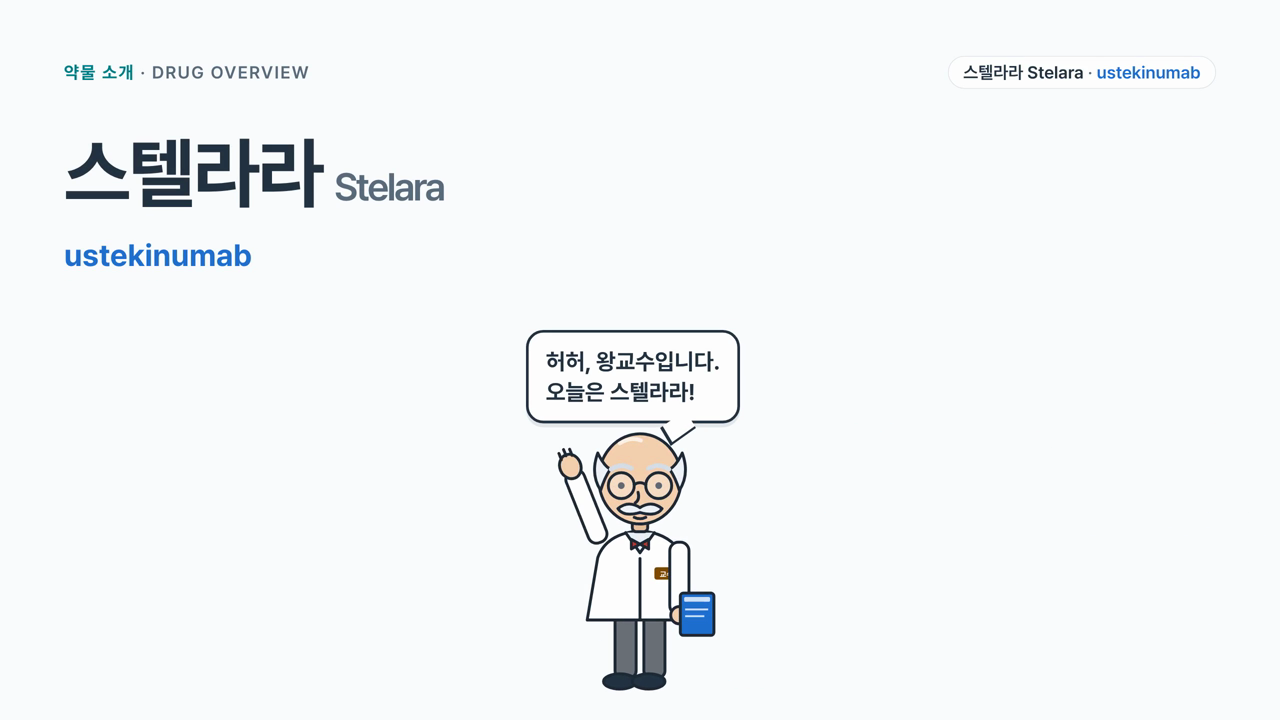 약물 소개 · DRUG OVERVIEW
스텔라라 Stelara · ustekinumab
스텔라라 Stelara
ustekinumab
허허, 왕교수입니다.
오늘은 스텔라라!